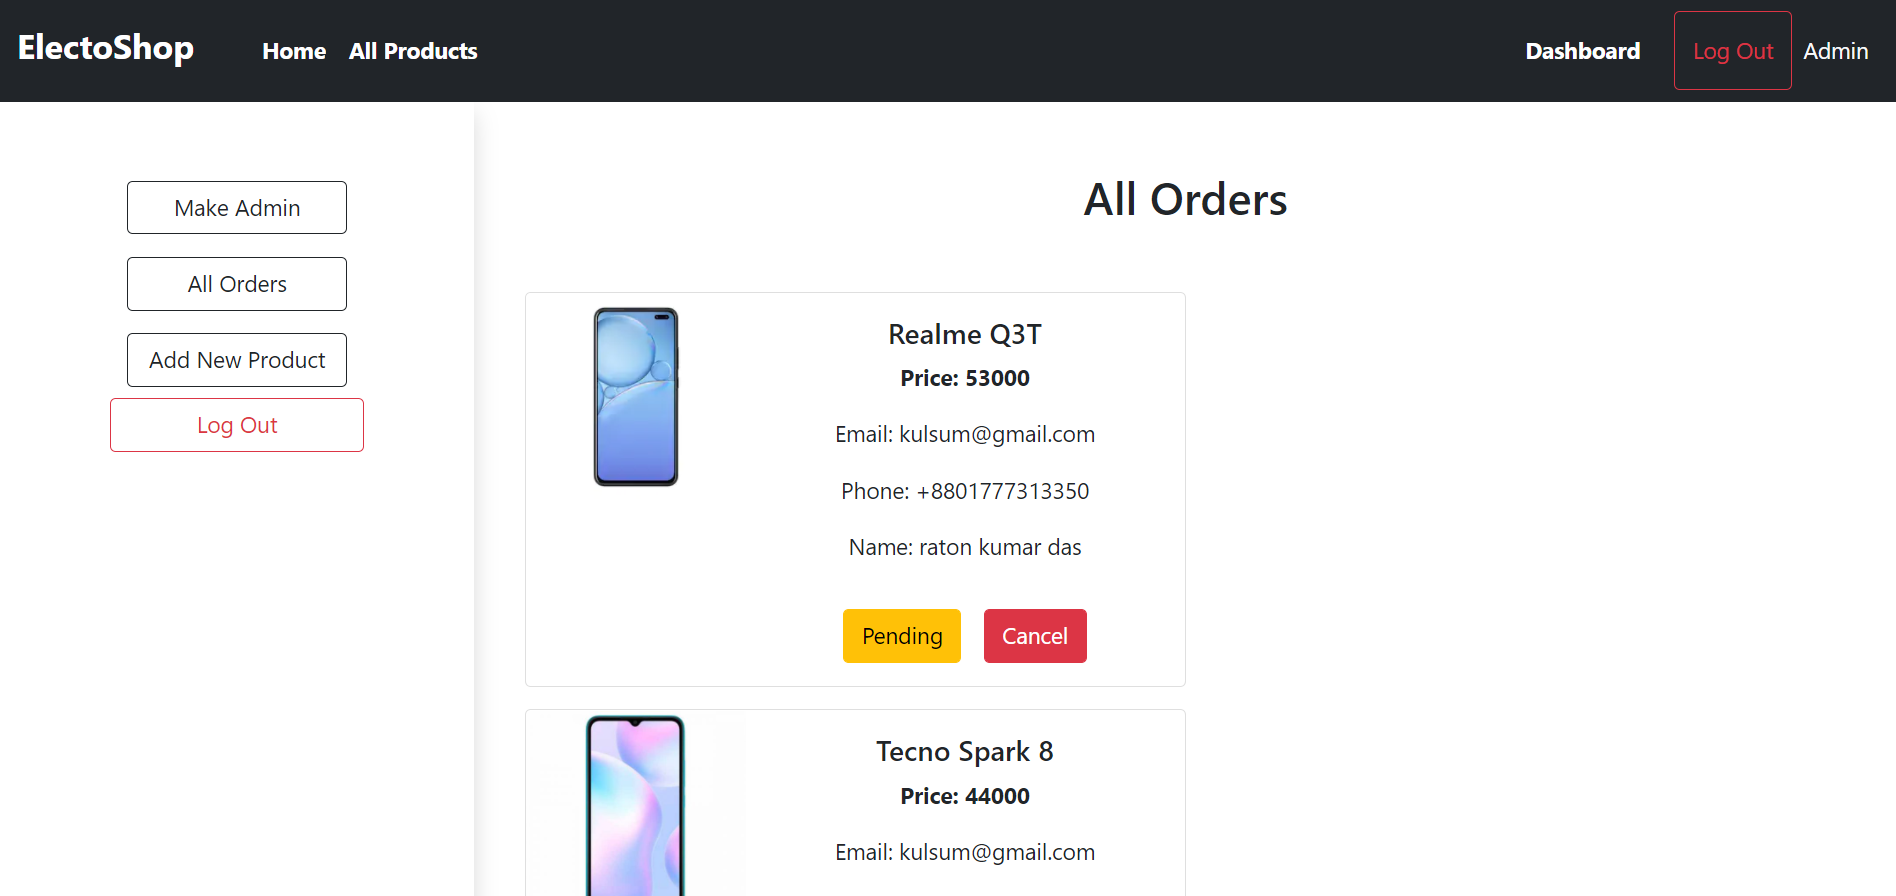 ElectoShop Home All Products Dashboard Log Out Admin
Make Admin
All Orders
Add New Product
Log Out
All Orders
Realme Q3T
Price: 53000
Email: kulsum@gmail.com
Phone: +8801777313350
Name: raton kumar das
Pending Cancel
Tecno Spark 8
Price: 44000
Email: kulsum@gmail.com